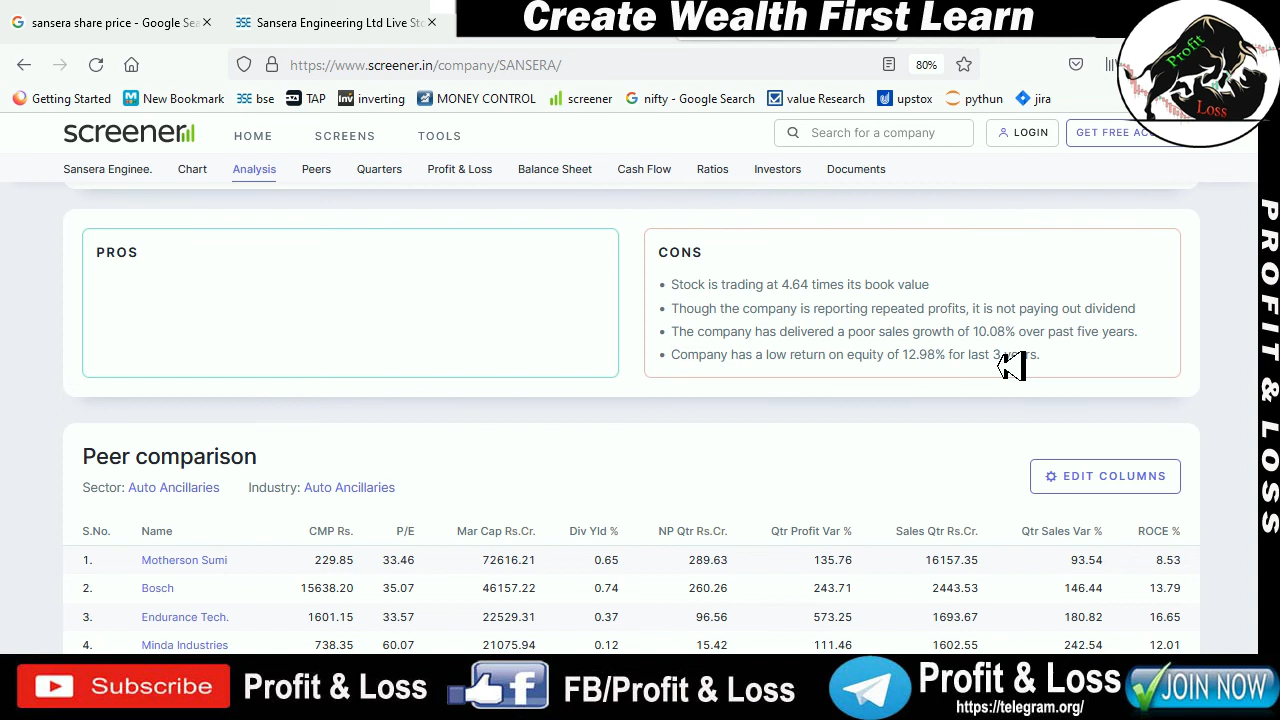 Create Wealth First Learn
sansera share price - Google Sea
Sansera Engineering Ltd Live Sto
https://www.screener.in/company/SANSERA/
80%
Getting Started
New Bookmark
bse
TAP
inverting
MONEY CONTROL
screener
nifty - Google Search
value Research
upstox
pythun
jira
Profit
Loss
screener
HOME
SCREENS
TOOLS
Search for a company
LOGIN
GET FREE ACC
Sansera Enginee.
Chart
Analysis
Peers
Quarters
Profit & Loss
Balance Sheet
Cash Flow
Ratios
Investors
Documents
PROS
CONS
Stock is trading at 4.64 times its book value
Though the company is reporting repeated profits, it is not paying out dividend
The company has delivered a poor sales growth of 10.08% over past five years.
Company has a low return on equity of 12.98% for last 3 years.
Peer comparison
Sector: Auto Ancillaries Industry: Auto Ancillaries
EDIT COLUMNS
S.No. Name CMP Rs. P/E Mar Cap Rs.Cr. Div Yld % NP Qtr Rs.Cr. Qtr Profit Var % Sales Qtr Rs.Cr. Qtr Sales Var % ROCE %
1. Motherson Sumi 229.85 33.46 72616.21 0.65 289.63 135.76 16157.35 93.54 8.53
2. Bosch 15638.20 35.07 46157.22 0.74 260.26 243.71 2443.53 146.44 13.79
3. Endurance Tech. 1601.15 33.57 22529.31 0.37 96.56 573.25 1693.67 180.82 16.65
4. Minda Industries 738.35 60.07 21075.94 0.12 15.42 111.46 1602.55 242.54 12.01
PROFIT & LOSS
Subscribe
Profit & Loss
FB/Profit & Loss
Profit & Loss
https://telegram.org/
JOIN NOW